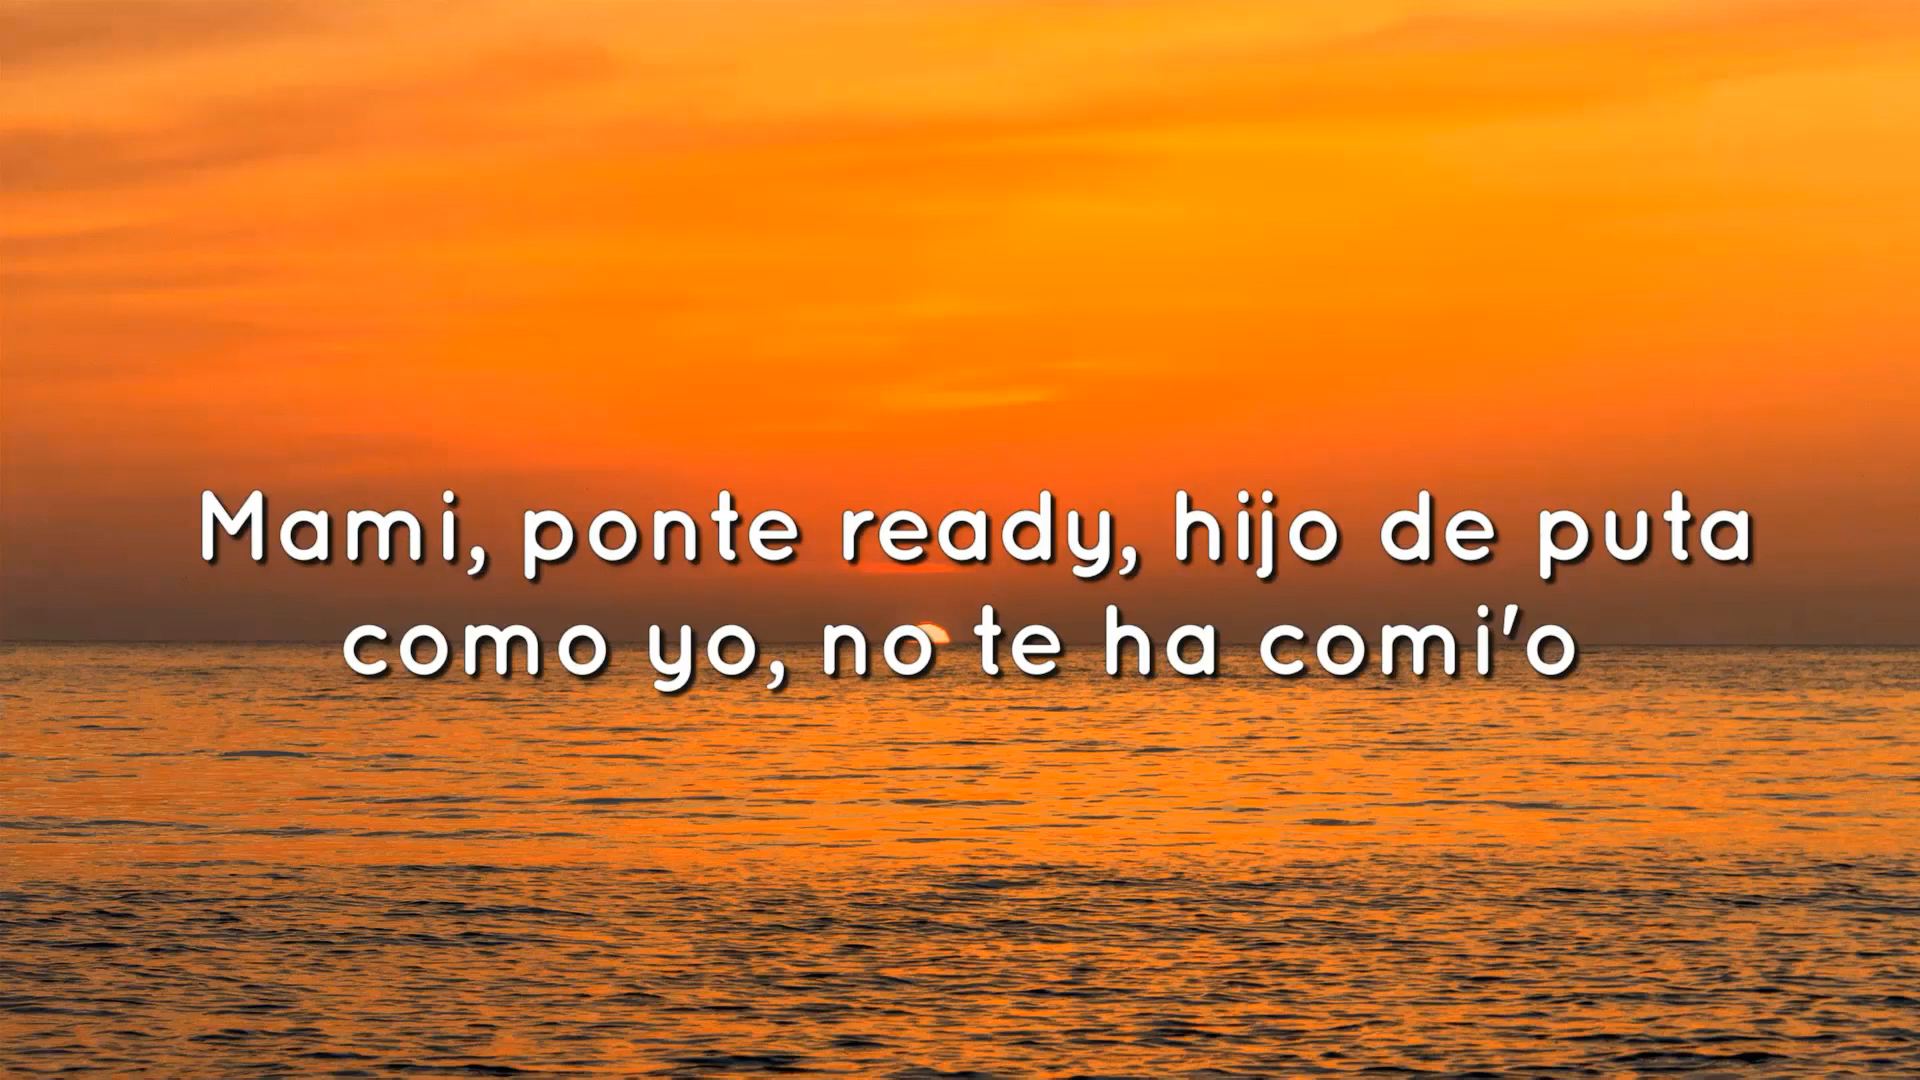 Mami, ponte ready, hijo de puta
como yo, no te ha comi'o